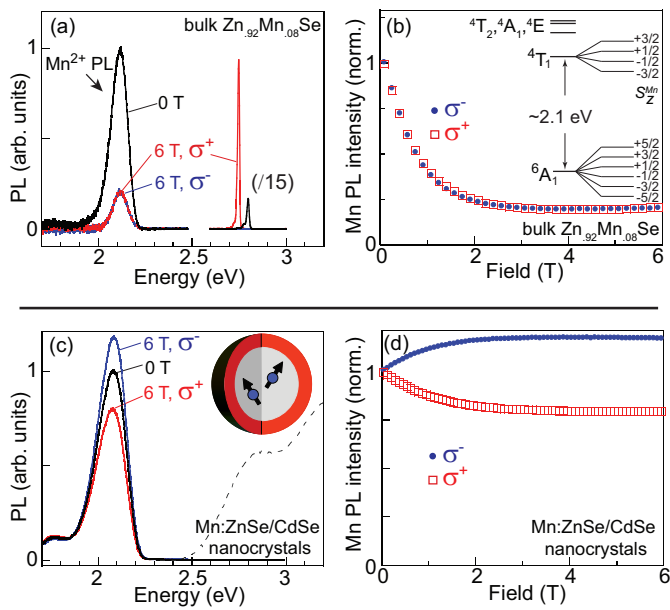 (a) bulk Zn.92Mn.08Se
Mn2+ PL
0 T
6 T, σ+
6 T, σ-
(/15)
PL (arb. units)
1
0
2
3
Energy (eV)
(b) 4T2,4A1,4E
4T1
+3/2
+1/2
-1/2
-3/2
SzMn
~2.1 eV
6A1
+5/2
+3/2
+1/2
-1/2
-3/2
-5/2
σ-
σ+
bulk Zn.92Mn.08Se
Mn PL intensity (norm.)
1
0
0
2
4
6
Field (T)
(c) 6 T, σ-
0 T
6 T, σ+
Mn:ZnSe/CdSe
nanocrystals
PL (arb. units)
1
0
2
3
Energy (eV)
(d)
σ-
σ+
Mn:ZnSe/CdSe
nanocrystals
Mn PL intensity (norm.)
1
0
0
2
4
6
Field (T)